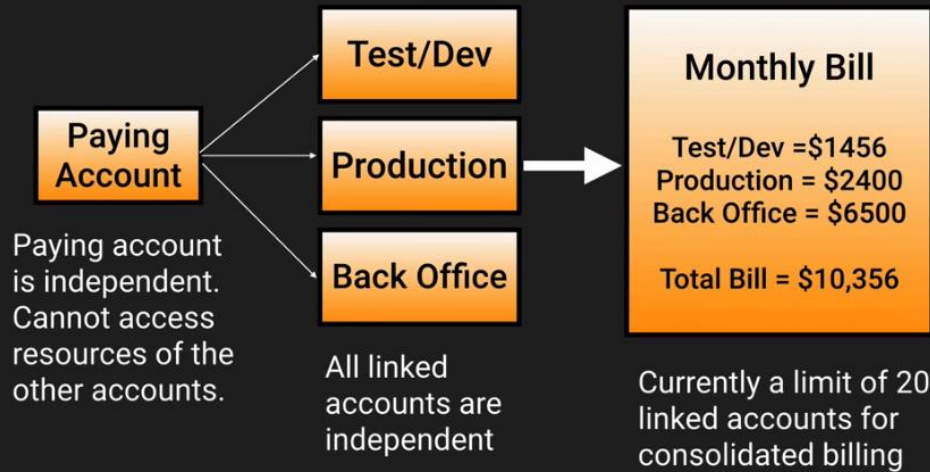 Paying
Account
Paying account
is independent.
Cannot access
resources of the
other accounts.
Test/Dev
Production
Back Office
All linked
accounts are
independent
Monthly Bill
Test/Dev =$1456
Production = $2400
Back Office = $6500
Total Bill = $10,356
Currently a limit of 20
linked accounts for
consolidated billing